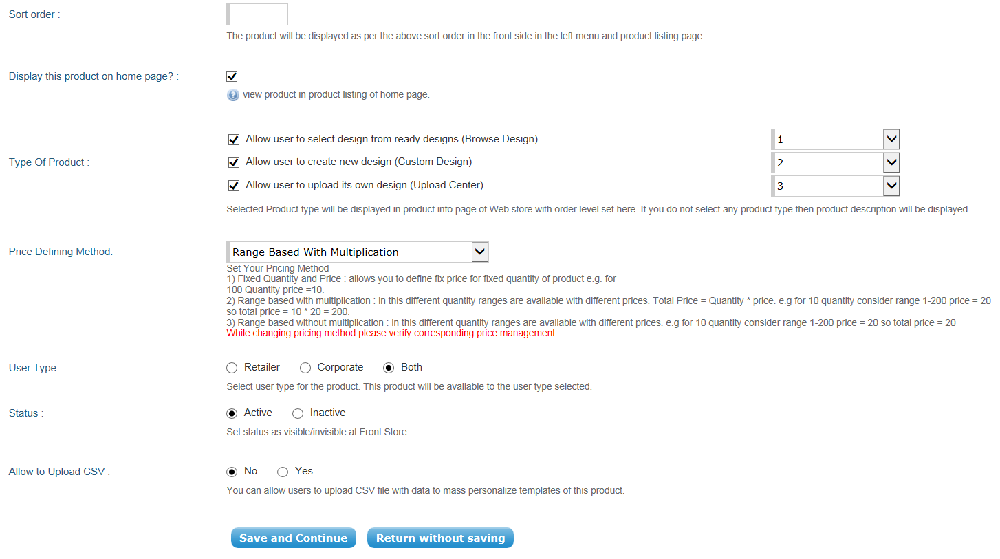 Sort order :
The product will be displayed as per the above sort order in the front side in the left menu and product listing page.
Display this product on home page? :
view product in product listing of home page.
Type Of Product :
Allow user to select design from ready designs (Browse Design) 1
Allow user to create new design (Custom Design) 2
Allow user to upload its own design (Upload Center) 3
Selected Product type will be displayed in product info page of Web store with order level set here. If you do not select any product type then product description will be displayed.
Price Defining Method:
Range Based With Multiplication
Set Your Pricing Method
1) Fixed Quantity and Price : allows you to define fix price for fixed quantity of product e.g. for
100 Quantity price =10.
2) Range based with multiplication : in this different quantity ranges are available with different prices. Total Price = Quantity * price. e.g for 10 quantity consider range 1-200 price = 20
so total price = 10 * 20 = 200.
3) Range based without multiplication : in this different quantity ranges are available with different prices. e.g for 10 quantity consider range 1-200 price = 20 so total price = 20
While changing pricing method please verify corresponding price management.
User Type :
Retailer Corporate Both
Select user type for the product. This product will be available to the user type selected.
Status :
Active Inactive
Set status as visible/invisible at Front Store.
Allow to Upload CSV :
No Yes
You can allow users to upload CSV file with data to mass personalize templates of this product.
Save and Continue Return without saving